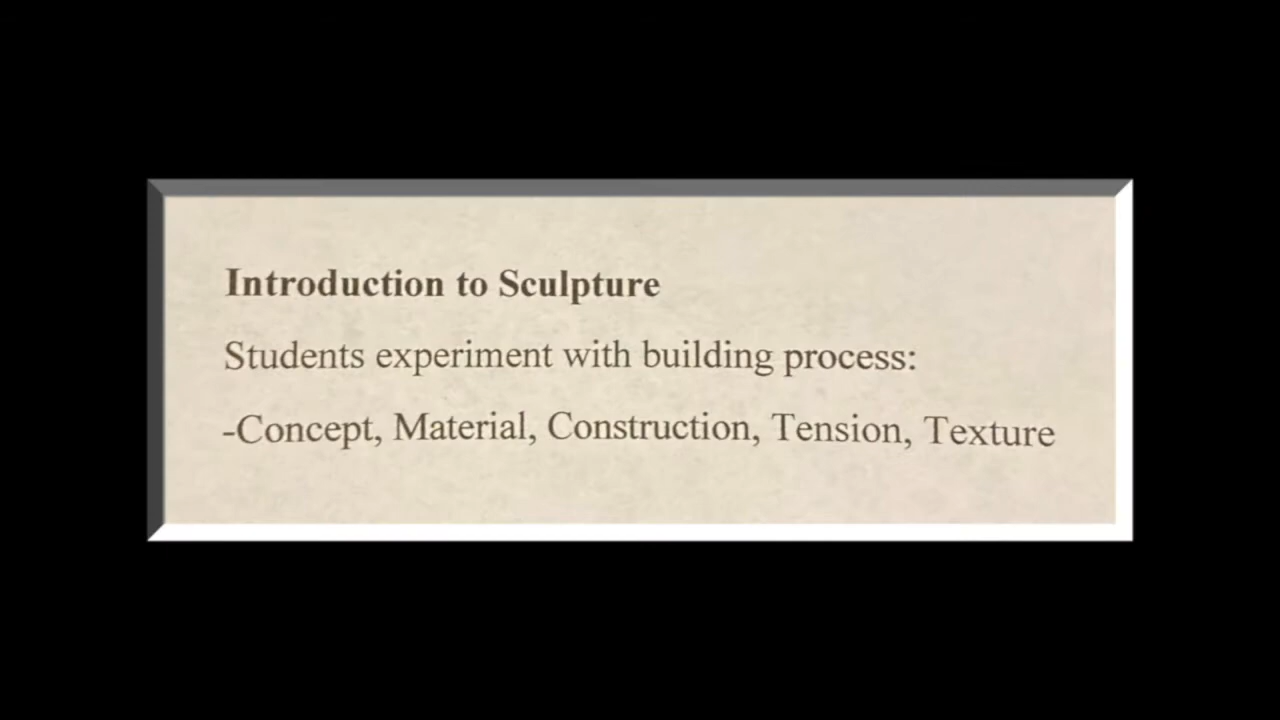 Introduction to Sculpture
Students experiment with building process:
-Concept, Material, Construction, Tension, Texture